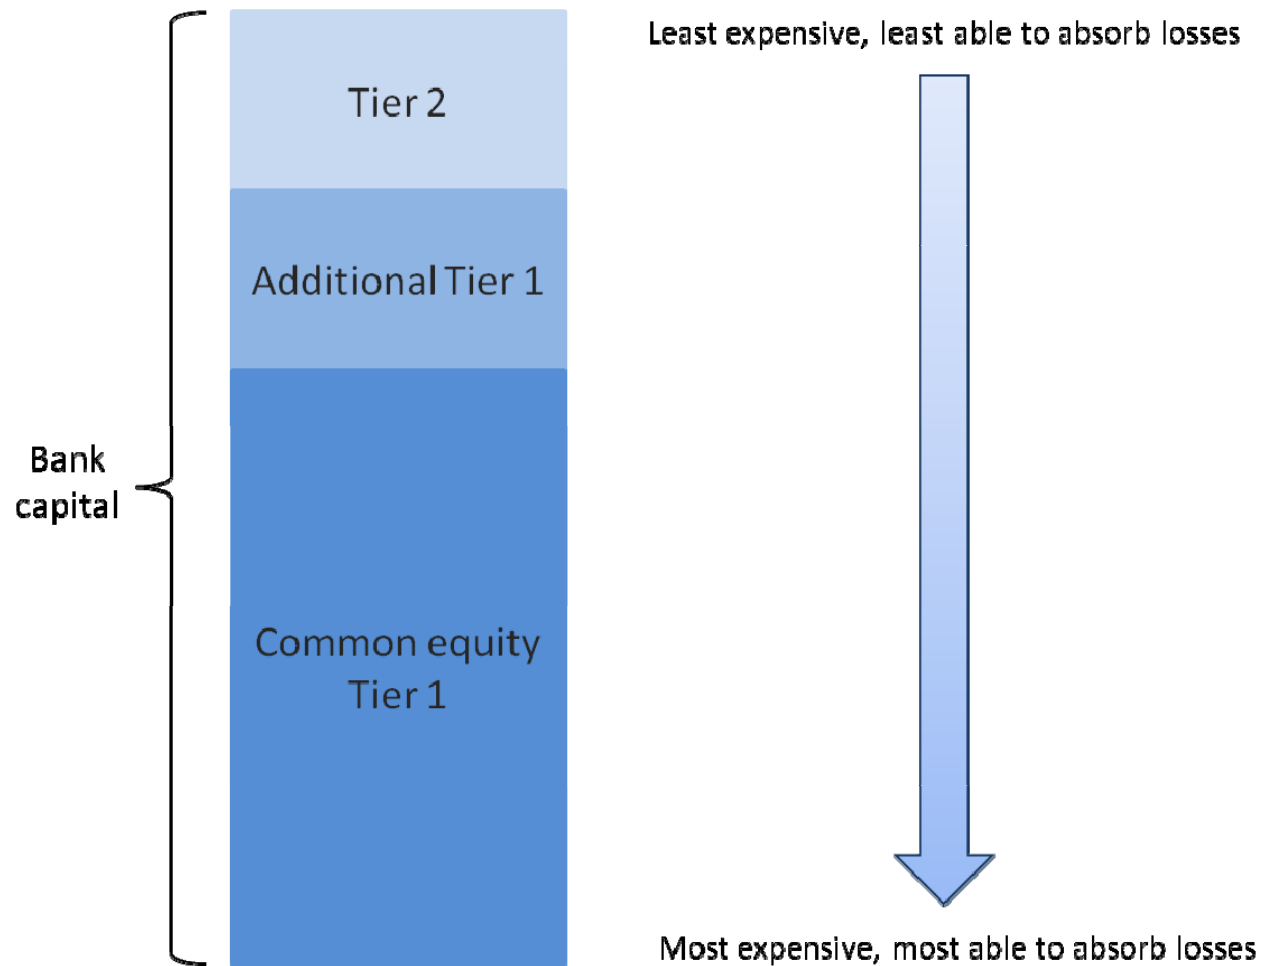 Least expensive, least able to absorb losses
Tier 2
Additional Tier 1
Bank
capital
Common equity
Tier 1
Most expensive, most able to absorb losses